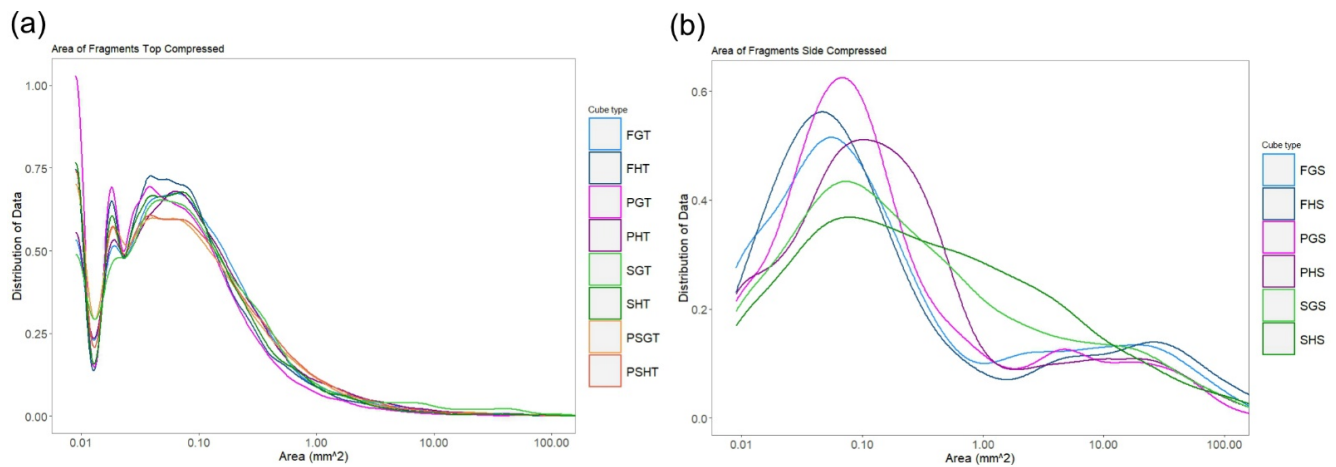 (a)
Area of Fragments Top Compressed
Distribution of Data
1.00
0.75
0.50
0.25
0.00
0.01
0.10
1.00
10.00
100.00
Area (mm^2)
Cube type
FGT
FHT
PGT
PHT
SGT
SHT
PSGT
PSHT
(b)
Area of Fragments Side Compressed
Distribution of Data
0.6
0.4
0.2
0.0
0.01
0.10
1.00
10.00
100.00
Area (mm^2)
Cube type
FGS
FHS
PGS
PHS
SGS
SHS